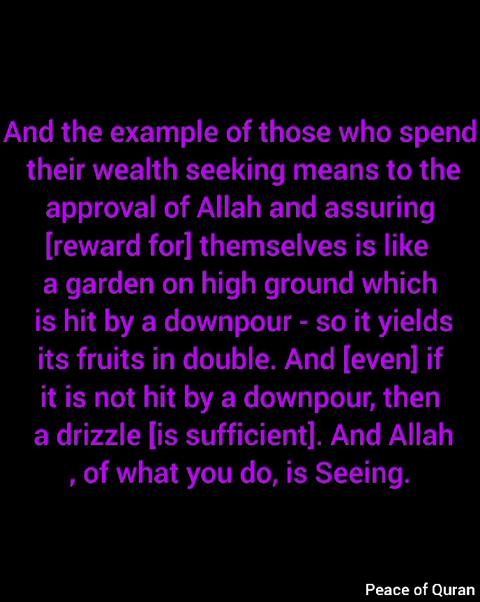 And the example of those who spend
their wealth seeking means to the
approval of Allah and assuring
[reward for] themselves is like
a garden on high ground which
is hit by a downpour - so it yields
its fruits in double. And [even] if
it is not hit by a downpour, then
a drizzle [is sufficient]. And Allah
, of what you do, is Seeing.
Peace of Quran